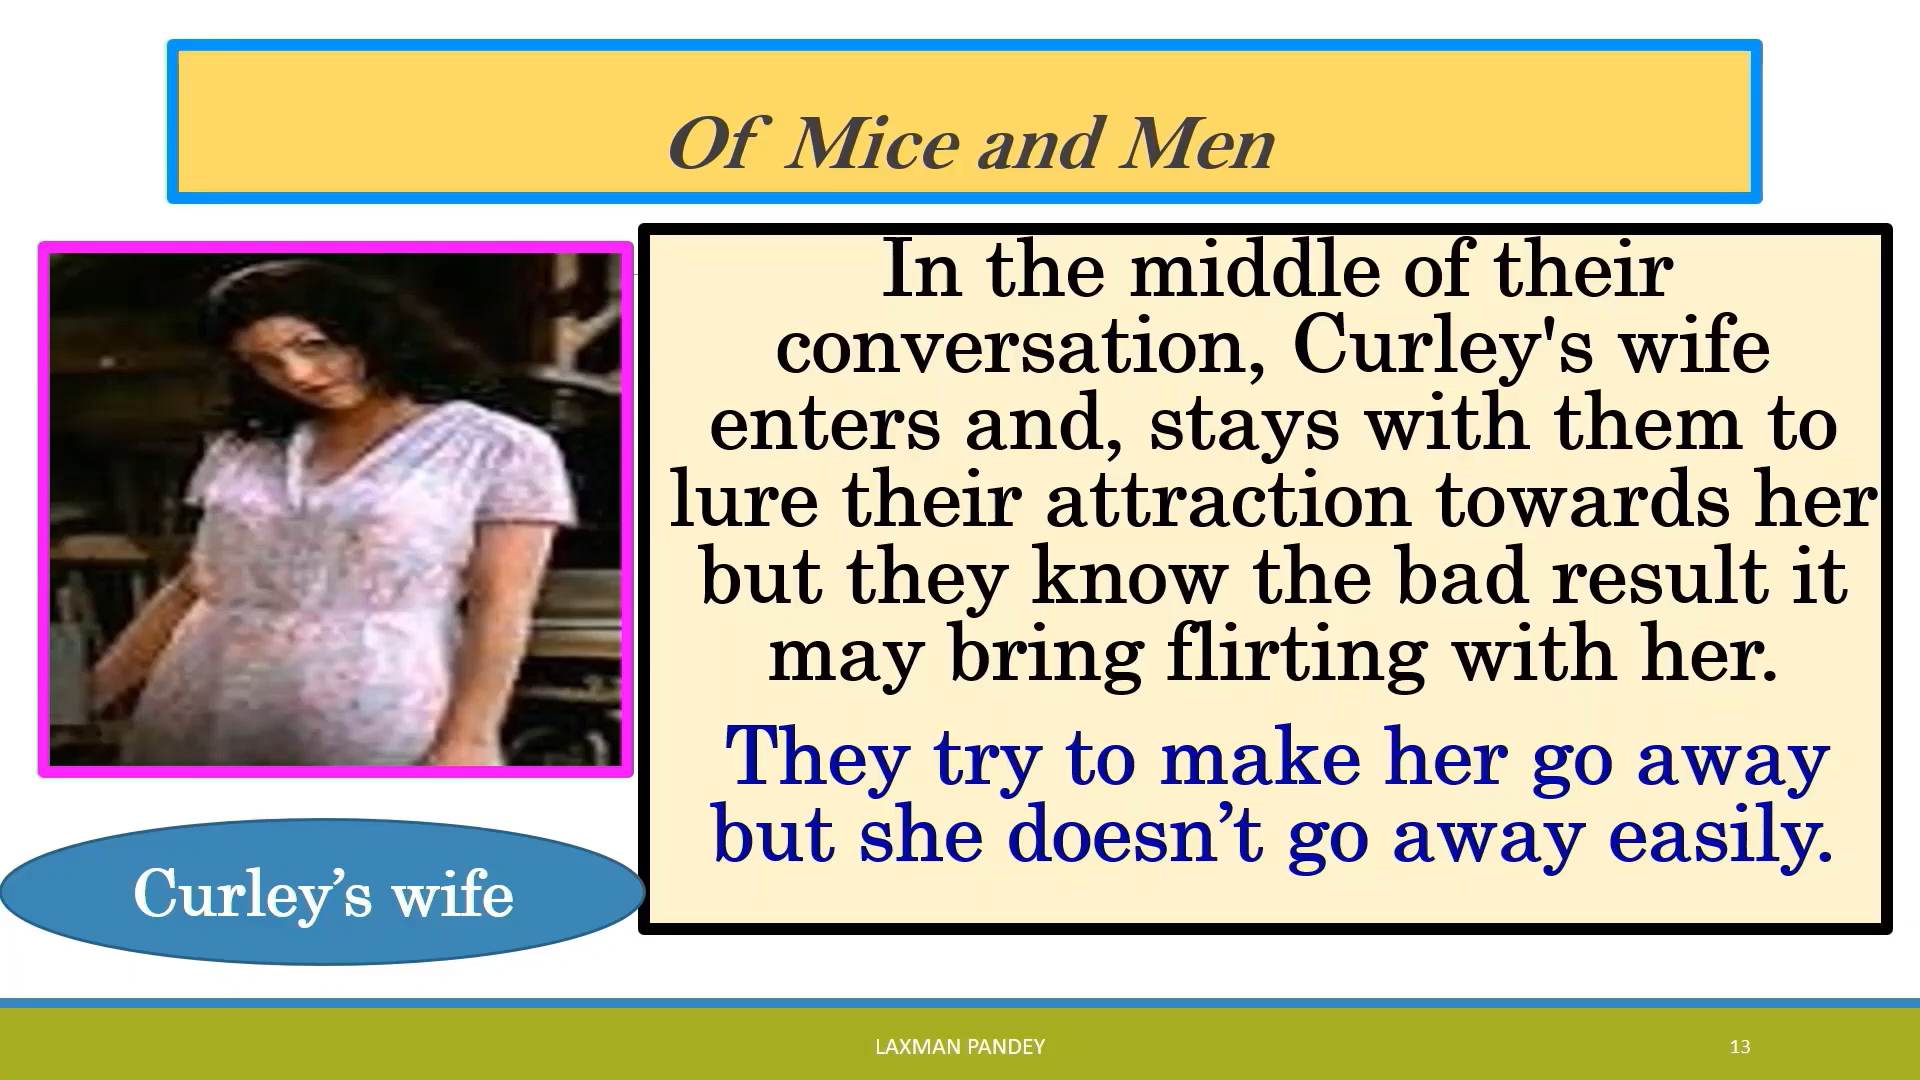 Of Mice and Men
In the middle of their
conversation, Curley's wife
enters and, stays with them to
lure their attraction towards her
but they know the bad result it
may bring flirting with her.
They try to make her go away
but she doesn’t go away easily.
Curley’s wife
LAXMAN PANDEY
13